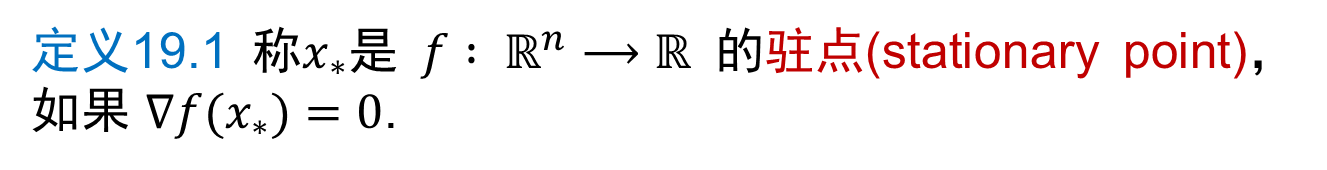 定义19.1 称𝑥∗是 𝑓： ℝⁿ ⟶ ℝ 的驻点(stationary point)，
如果 ∇𝑓(𝑥∗) = 0.